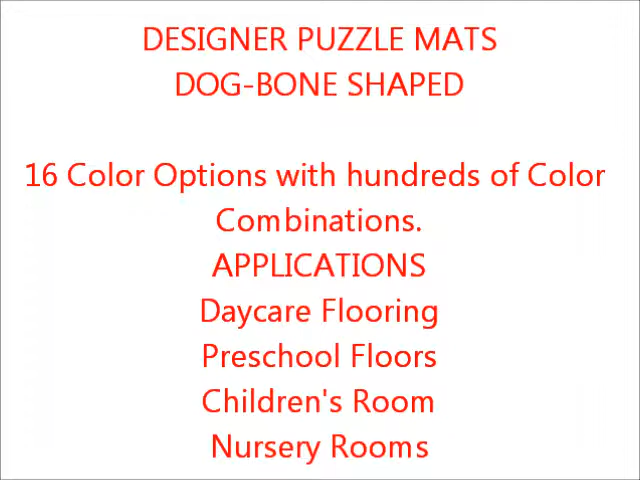 DESIGNER PUZZLE MATS
DOG-BONE SHAPED
16 Color Options with hundreds of Color
Combinations.
APPLICATIONS
Daycare Flooring
Preschool Floors
Children's Room
Nursery Rooms